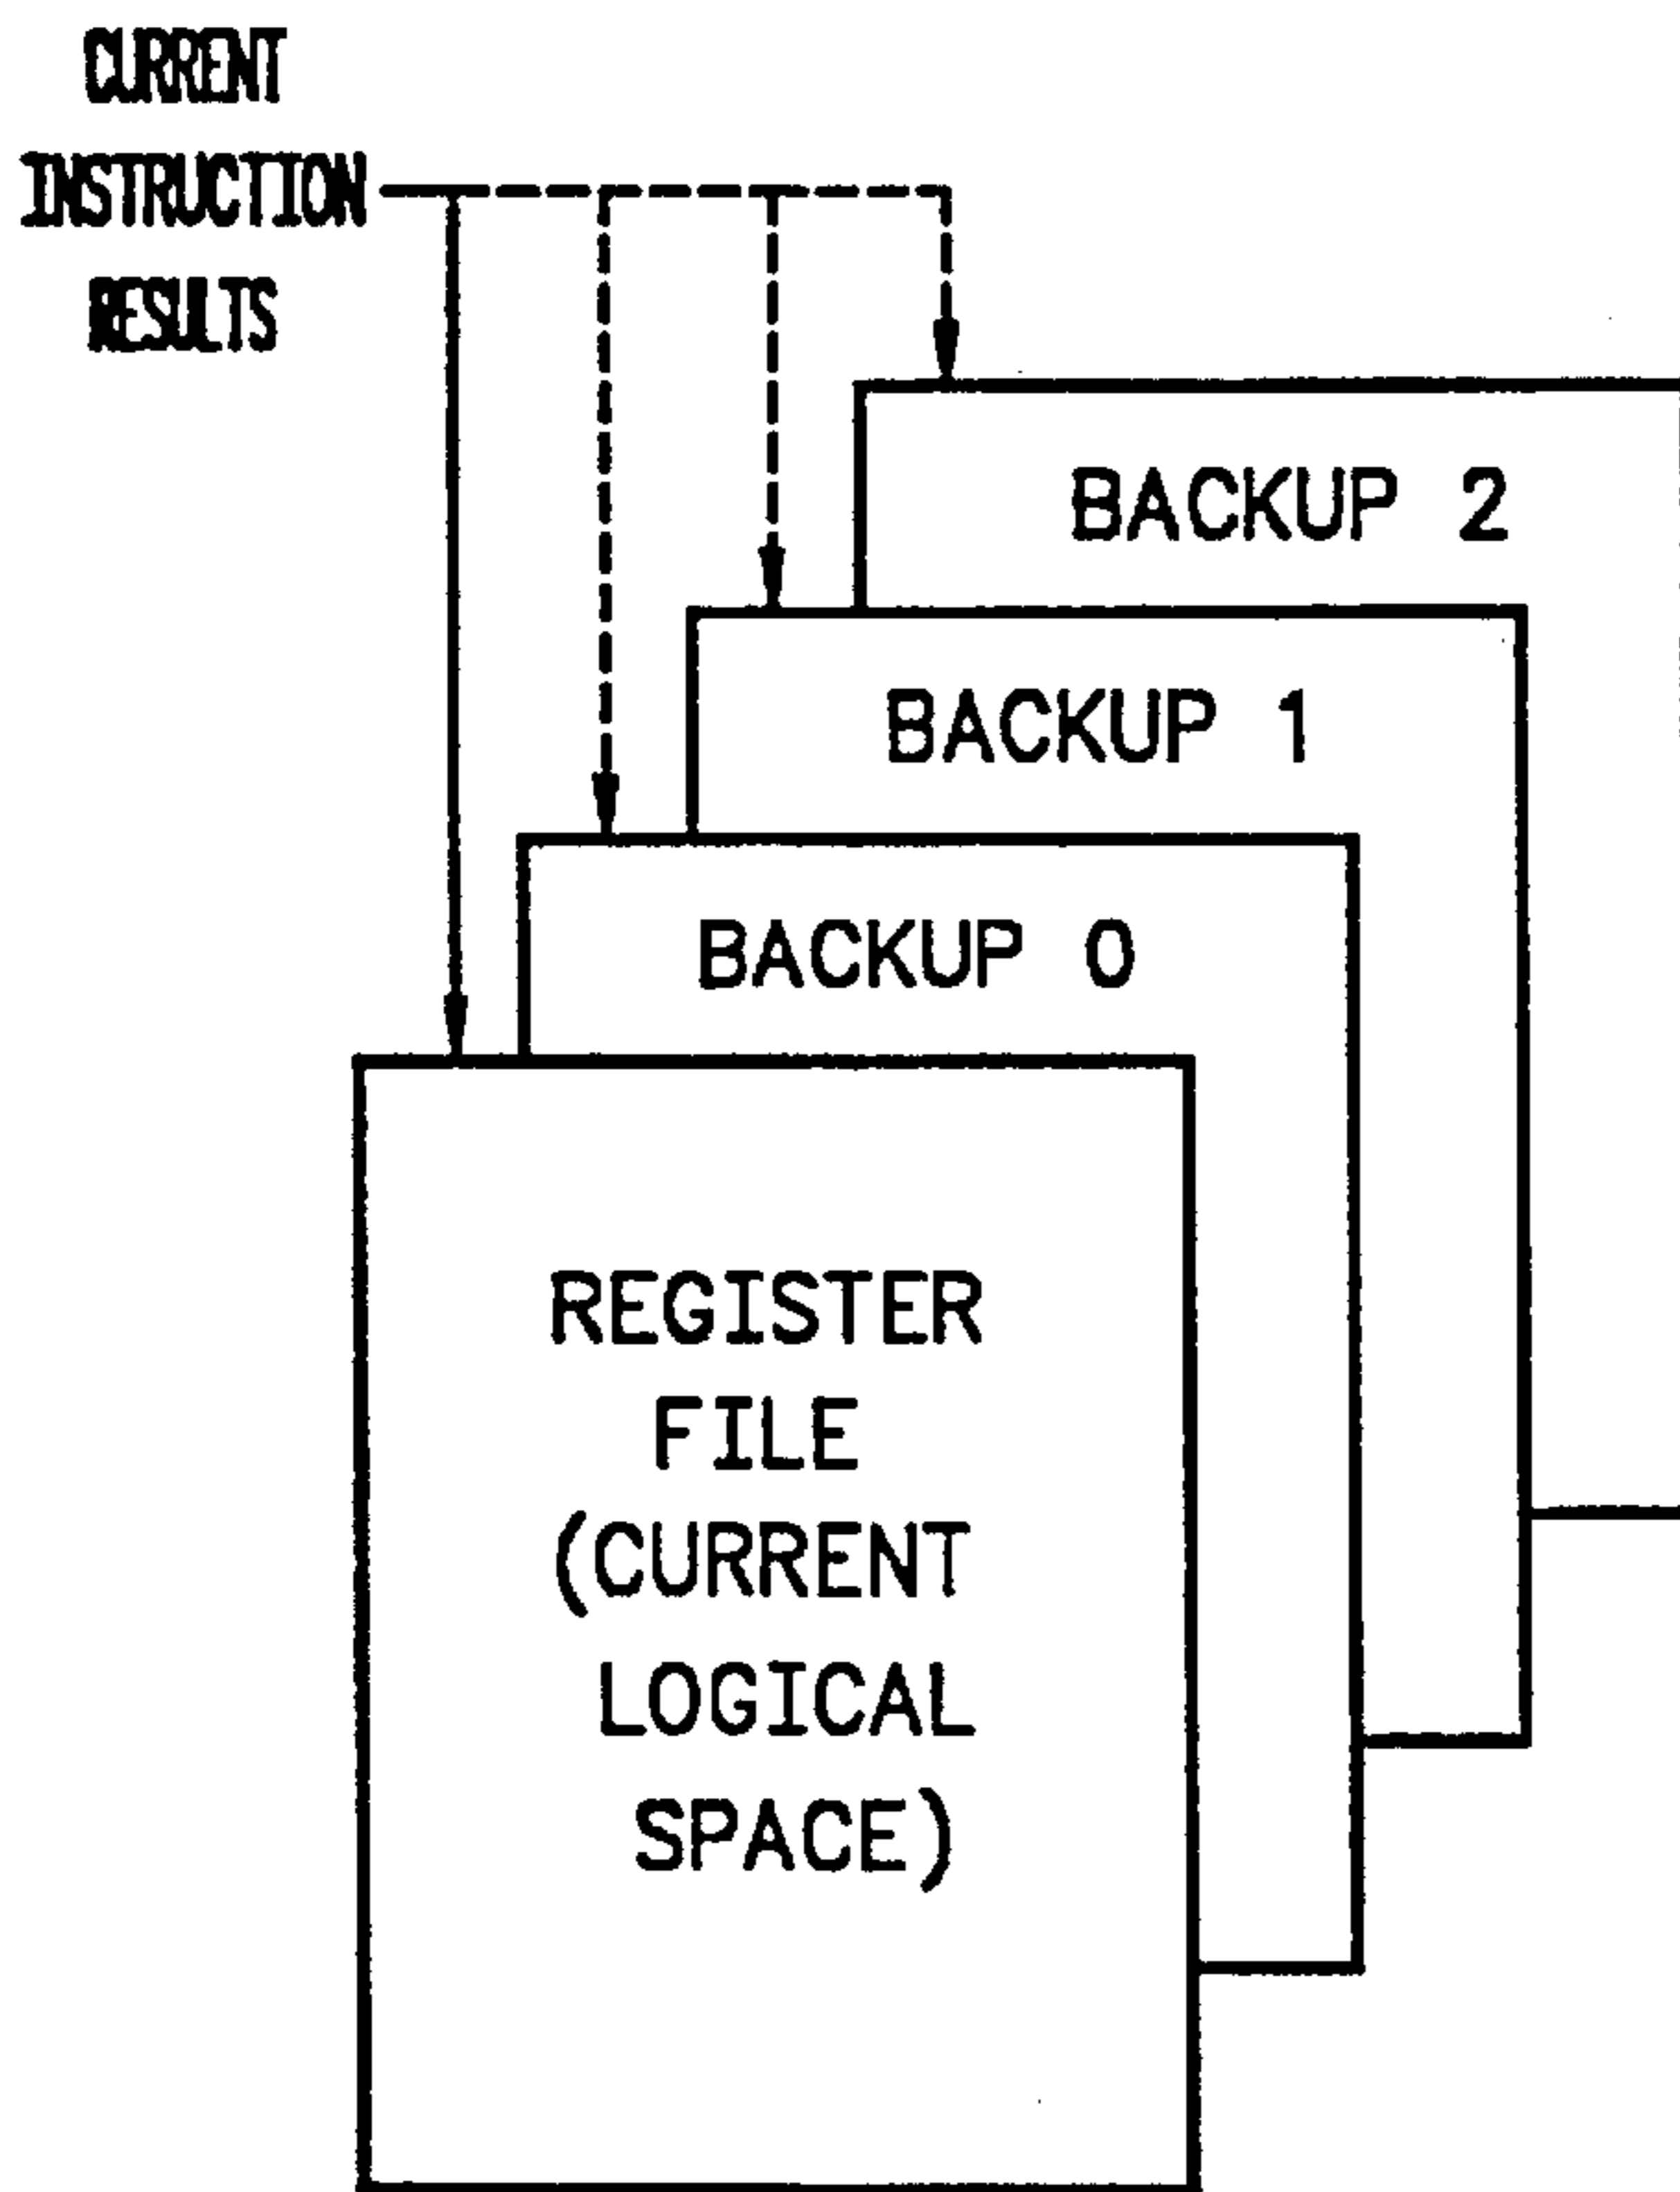 CURRENT
INSTRUCTION
RESULTS
BACKUP 2
BACKUP 1
BACKUP 0
REGISTER
FILE
(CURRENT
LOGICAL
SPACE)